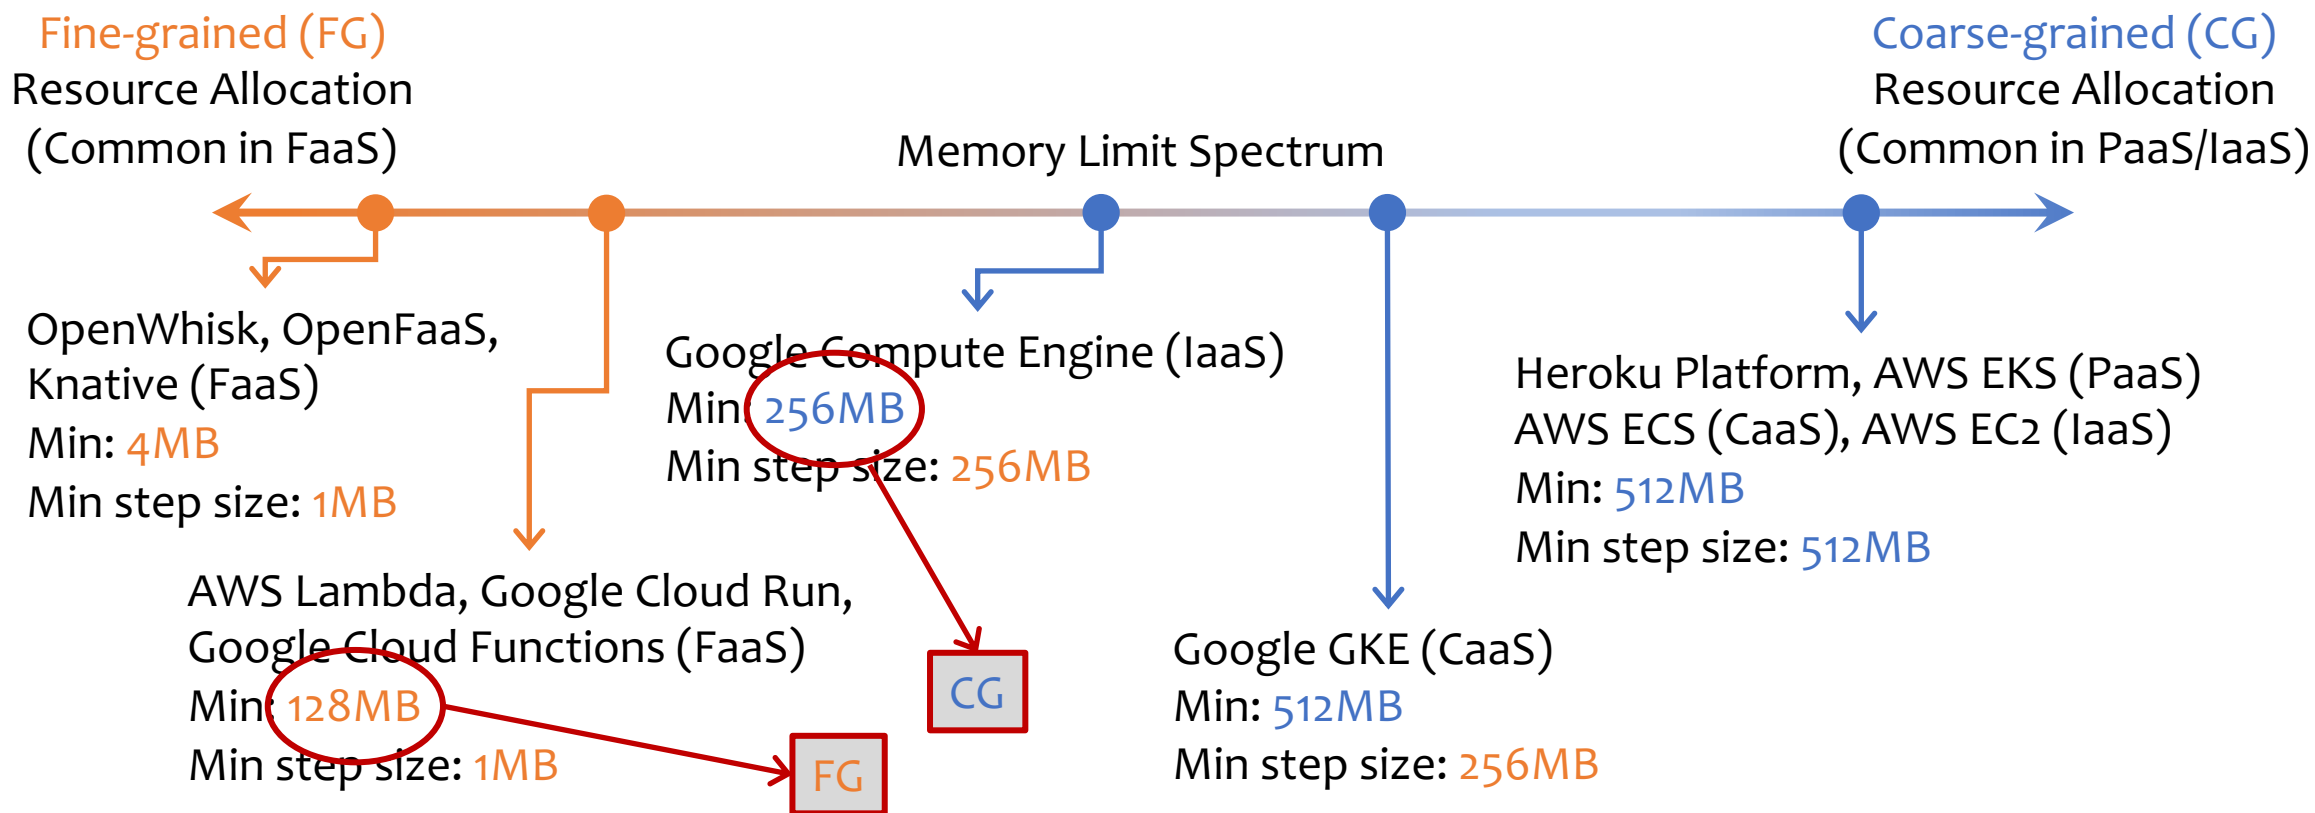 Fine-grained (FG)
Resource Allocation
(Common in FaaS)
Memory Limit Spectrum
Coarse-grained (CG)
Resource Allocation
(Common in PaaS/IaaS)
OpenWhisk, OpenFaaS,
Knative (FaaS)
Min: 4MB
Min step size: 1MB
AWS Lambda, Google Cloud Run,
Google Cloud Functions (FaaS)
Min: 128MB
Min step size: 1MB
FG
Google Compute Engine (IaaS)
Min: 256MB
Min step size: 256MB
CG
Google GKE (CaaS)
Min: 512MB
Min step size: 256MB
Heroku Platform, AWS EKS (PaaS)
AWS ECS (CaaS), AWS EC2 (IaaS)
Min: 512MB
Min step size: 512MB